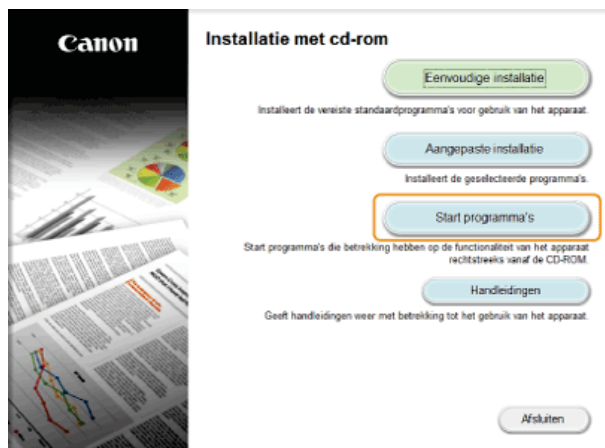 Canon
Installatie met cd-rom
Eenvoudige installatie
Installeert de vereiste standaardprogramma's voor gebruik van het apparaat.
Aangepaste installatie
Installeert de geselecteerde programma's.
Start programma's
Start programma's die betrekking hebben op de functionaliteit van het apparaat
rechtstreeks vanaf de CD-ROM.
Handleidingen
Geeft handleidingen weer met betrekking tot het gebruik van het apparaat.
Afsluiten